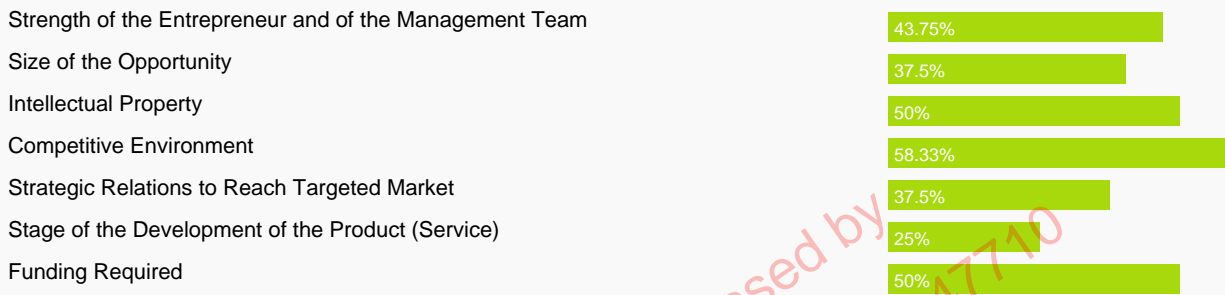 Strength of the Entrepreneur and of the Management Team 43.75%
Size of the Opportunity 37.5%
Intellectual Property 50%
Competitive Environment 58.33%
Strategic Relations to Reach Targeted Market 37.5%
Stage of the Development of the Product (Service) 25%
Funding Required 50%